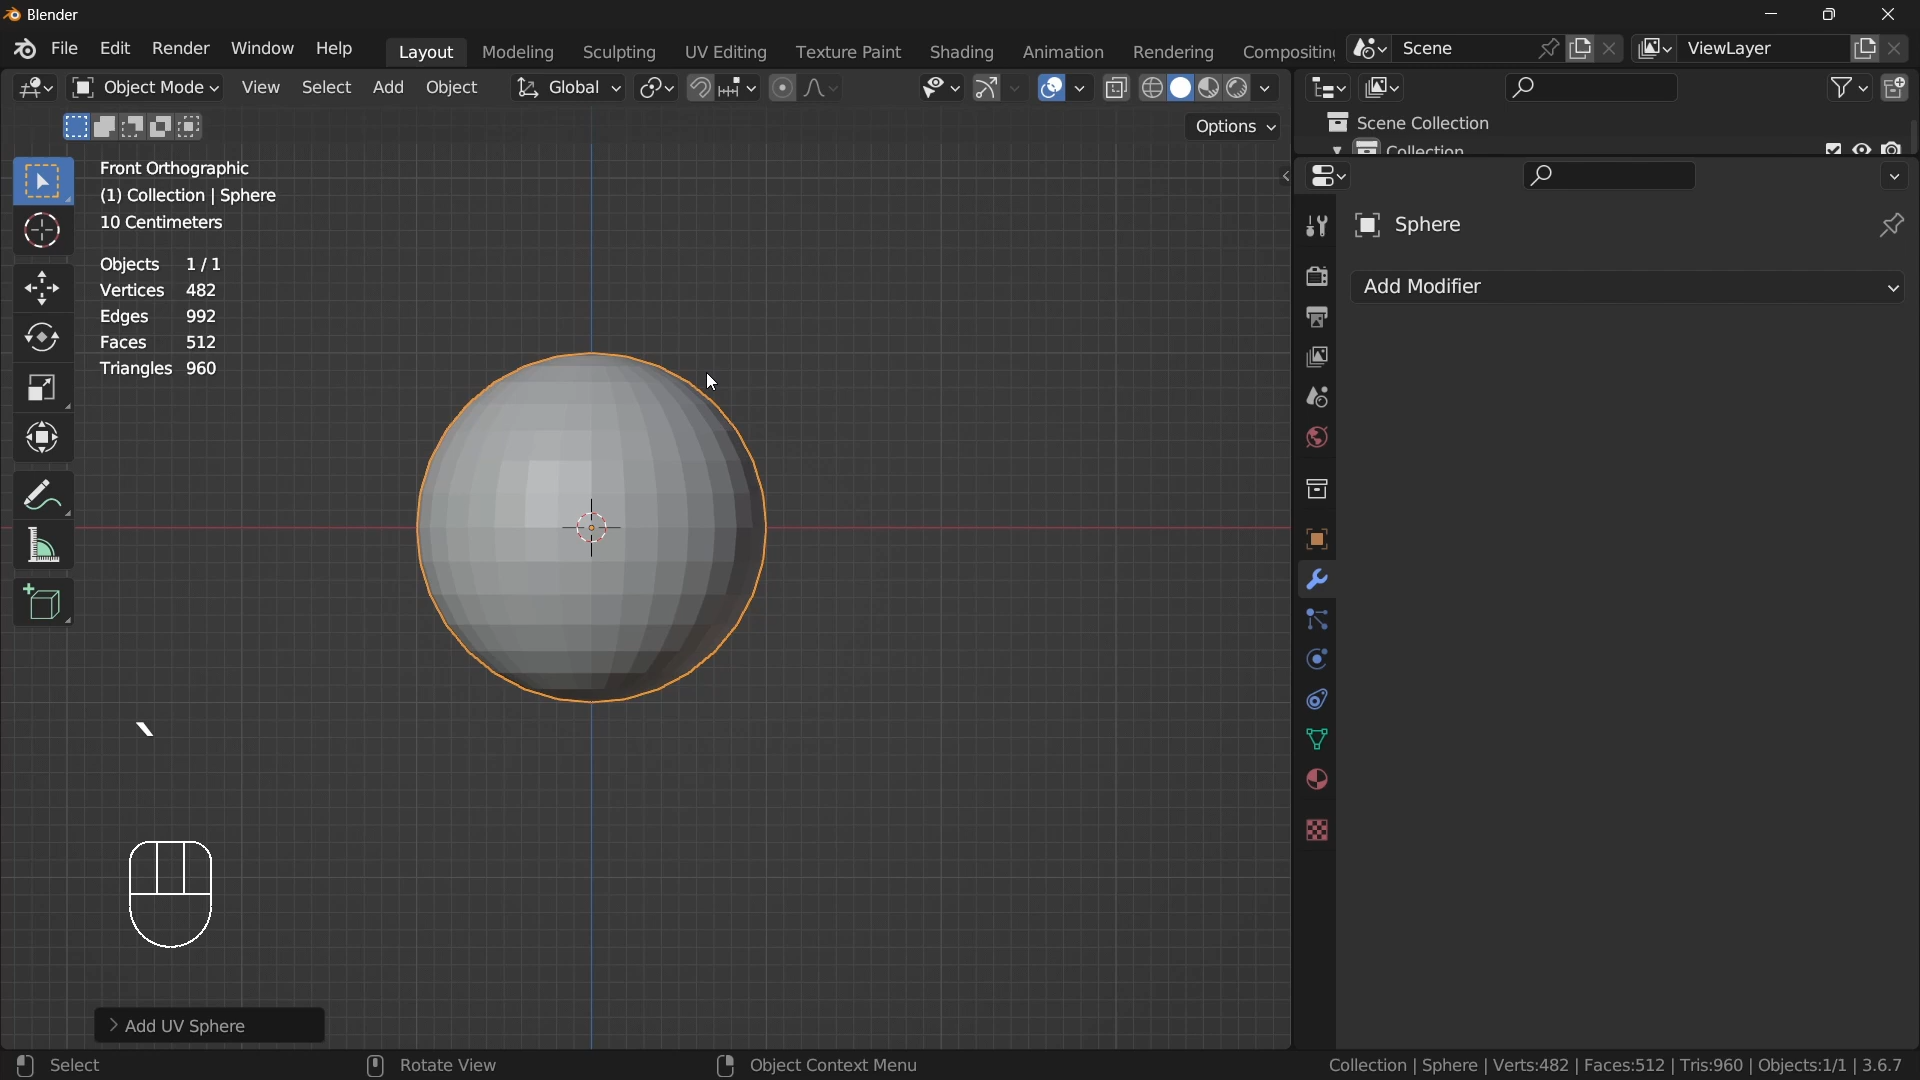 Blender
File Edit Render Window Help Layout Modeling Sculpting UV Editing Texture Paint Shading Animation Rendering Compositing Scene ViewLayer
Object Mode View Select Add Object Global
Options
Scene Collection
Collection
Front Orthographic
(1) Collection | Sphere
10 Centimeters
Objects 1/1
Vertices 482
Edges 992
Faces 512
Triangles 960
Sphere
Add Modifier
`
Add UV Sphere
Select Rotate View Object Context Menu Collection | Sphere | Verts:482 | Faces:512 | Tris:960 | Objects:1/1 | 3.6.7